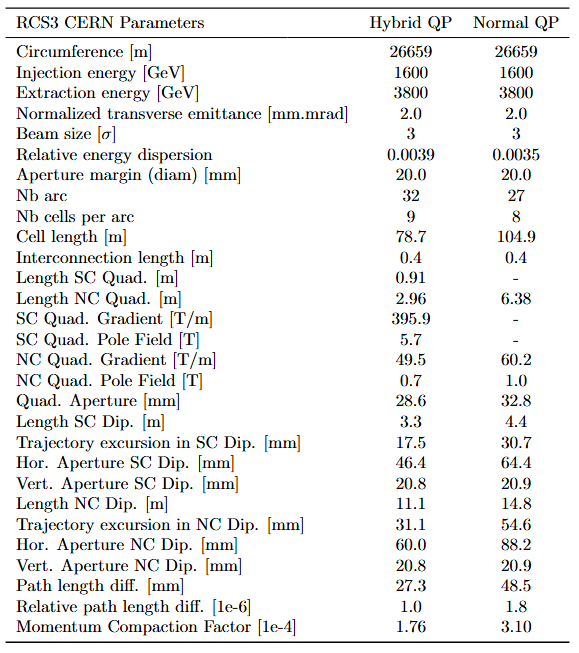 RCS3 CERN Parameters Hybrid QP Normal QP
Circumference [m] 26659 26659
Injection energy [GeV] 1600 1600
Extraction energy [GeV] 3800 3800
Normalized transverse emittance [mm.mrad] 2.0 2.0
Beam size [σ] 3 3
Relative energy dispersion 0.0039 0.0035
Aperture margin (diam) [mm] 20.0 20.0
Nb arc 32 27
Nb cells per arc 9 8
Cell length [m] 78.7 104.9
Interconnection length [m] 0.4 0.4
Length SC Quad. [m] 0.91 -
Length NC Quad. [m] 2.96 6.38
SC Quad. Gradient [T/m] 395.9 -
SC Quad. Pole Field [T] 5.7 -
NC Quad. Gradient [T/m] 49.5 60.2
NC Quad. Pole Field [T] 0.7 1.0
Quad. Aperture [mm] 28.6 32.8
Length SC Dip. [m] 3.3 4.4
Trajectory excursion in SC Dip. [mm] 17.5 30.7
Hor. Aperture SC Dip. [mm] 46.4 64.4
Vert. Aperture SC Dip. [mm] 20.8 20.9
Length NC Dip. [m] 11.1 14.8
Trajectory excursion in NC Dip. [mm] 31.1 54.6
Hor. Aperture NC Dip. [mm] 60.0 88.2
Vert. Aperture NC Dip. [mm] 20.8 20.9
Path length diff. [mm] 27.3 48.5
Relative path length diff. [1e-6] 1.0 1.8
Momentum Compaction Factor [1e-4] 1.76 3.10